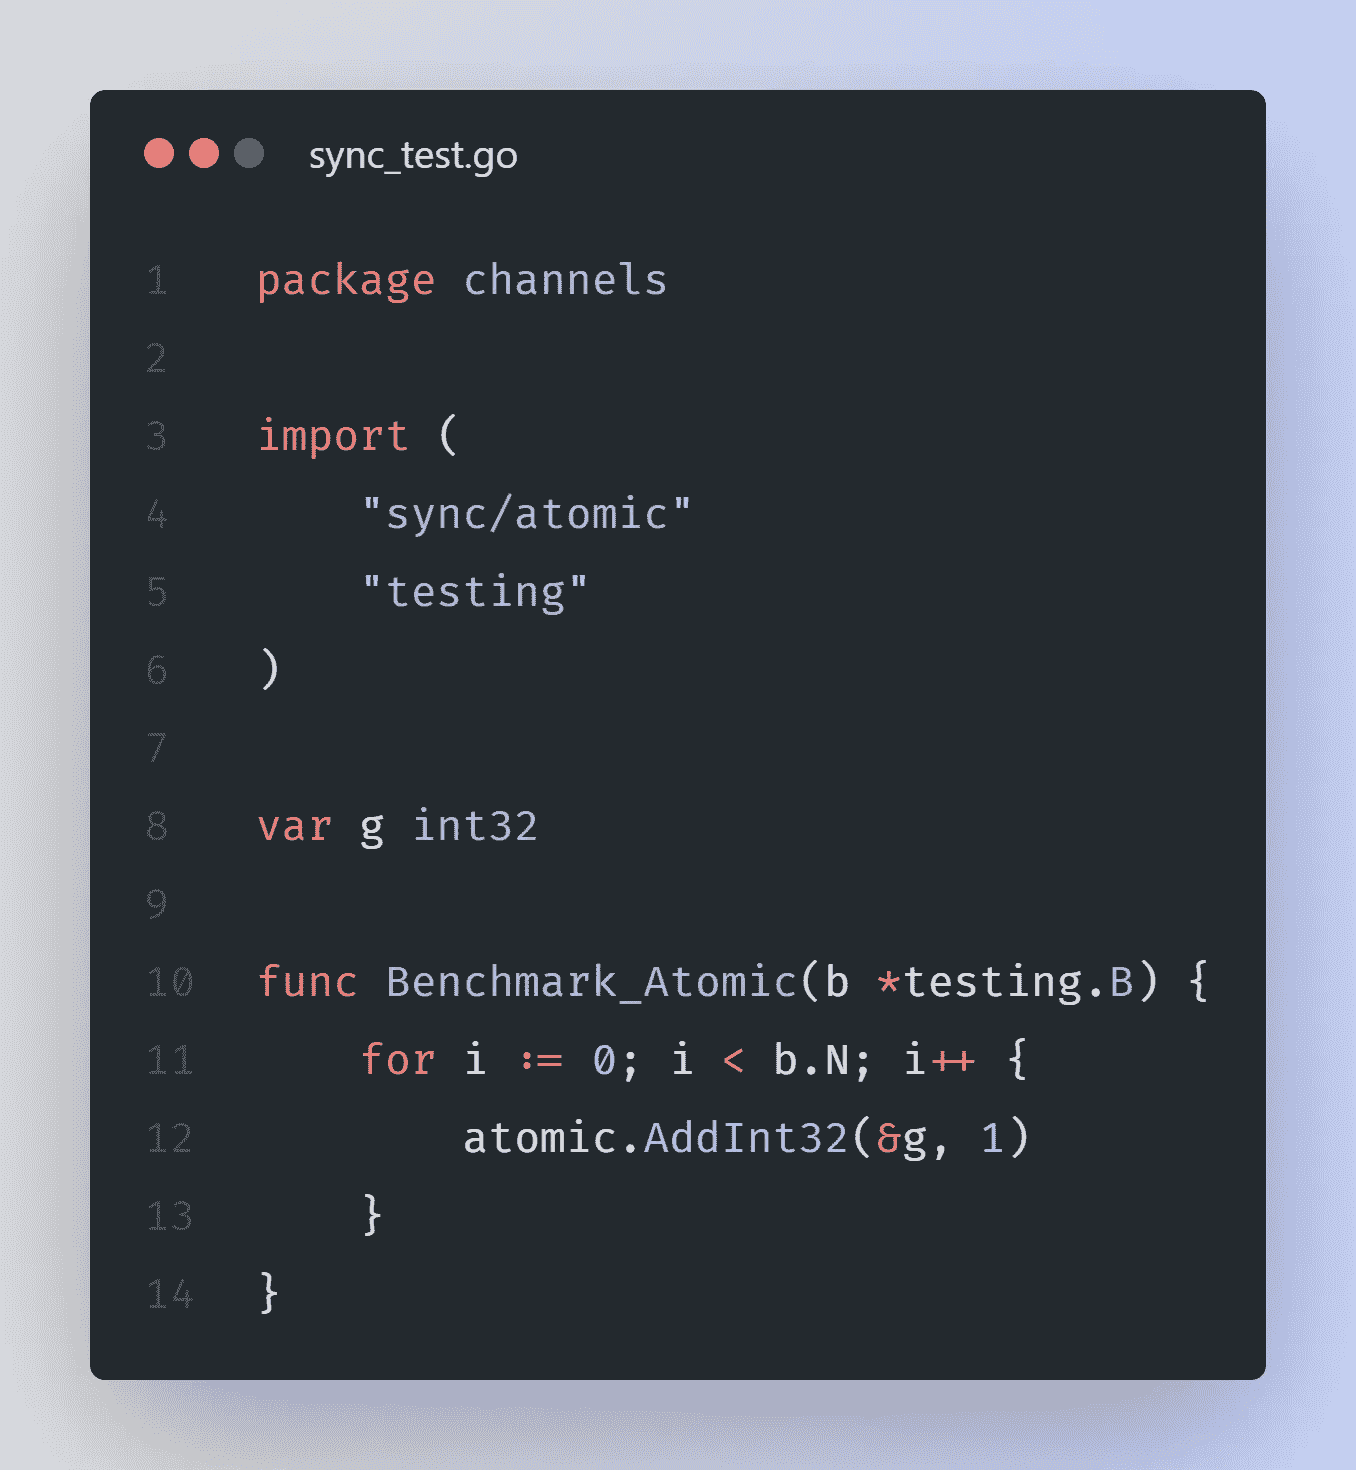 sync_test.go
1 package channels
2
3 import (
4 "sync/atomic"
5 "testing"
6 )
7
8 var g int32
9
10 func Benchmark_Atomic(b *testing.B) {
11 for i := 0; i < b.N; i++ {
12 atomic.AddInt32(&g, 1)
13 }
14 }